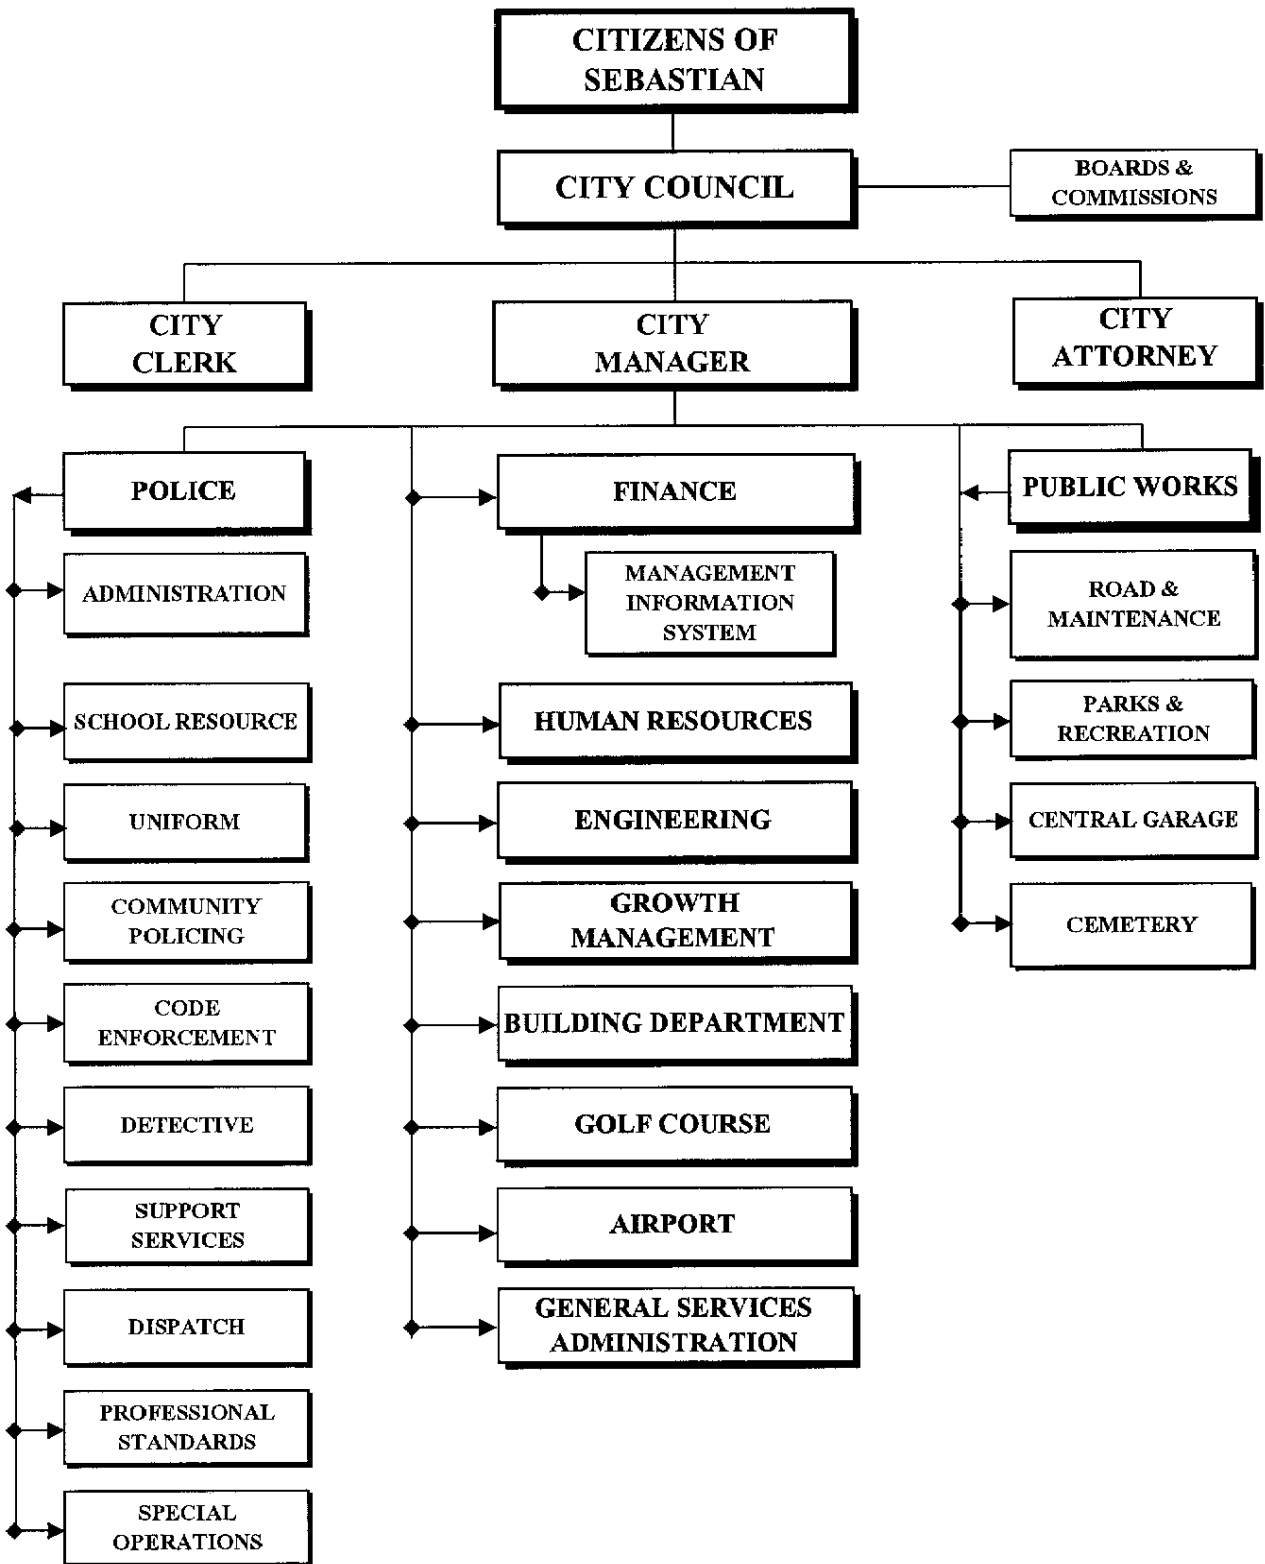 CITIZENS OF
SEBASTIAN
CITY COUNCIL
BOARDS &
COMMISSIONS
CITY
CLERK
CITY
MANAGER
CITY
ATTORNEY
POLICE
ADMINISTRATION
SCHOOL RESOURCE
UNIFORM
COMMUNITY
POLICING
CODE
ENFORCEMENT
DETECTIVE
SUPPORT
SERVICES
DISPATCH
PROFESSIONAL
STANDARDS
SPECIAL
OPERATIONS
FINANCE
MANAGEMENT
INFORMATION
SYSTEM
HUMAN RESOURCES
ENGINEERING
GROWTH
MANAGEMENT
BUILDING DEPARTMENT
GOLF COURSE
AIRPORT
GENERAL SERVICES
ADMINISTRATION
PUBLIC WORKS
ROAD &
MAINTENANCE
PARKS &
RECREATION
CENTRAL GARAGE
CEMETERY